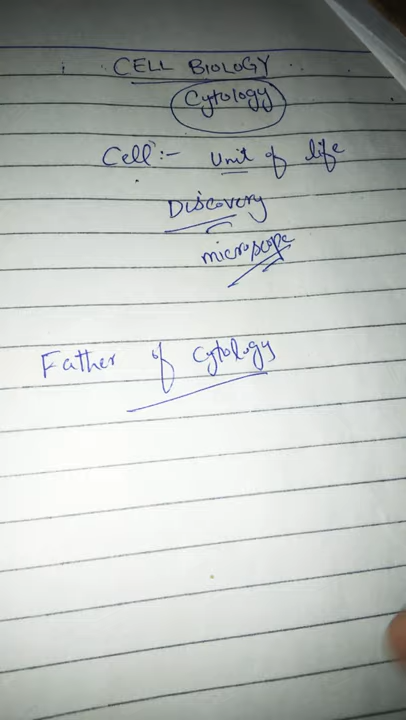 CELL BIOLOGY
Cytology
Cell :- Unit of life
Discovery
microscope
Father of Cytology